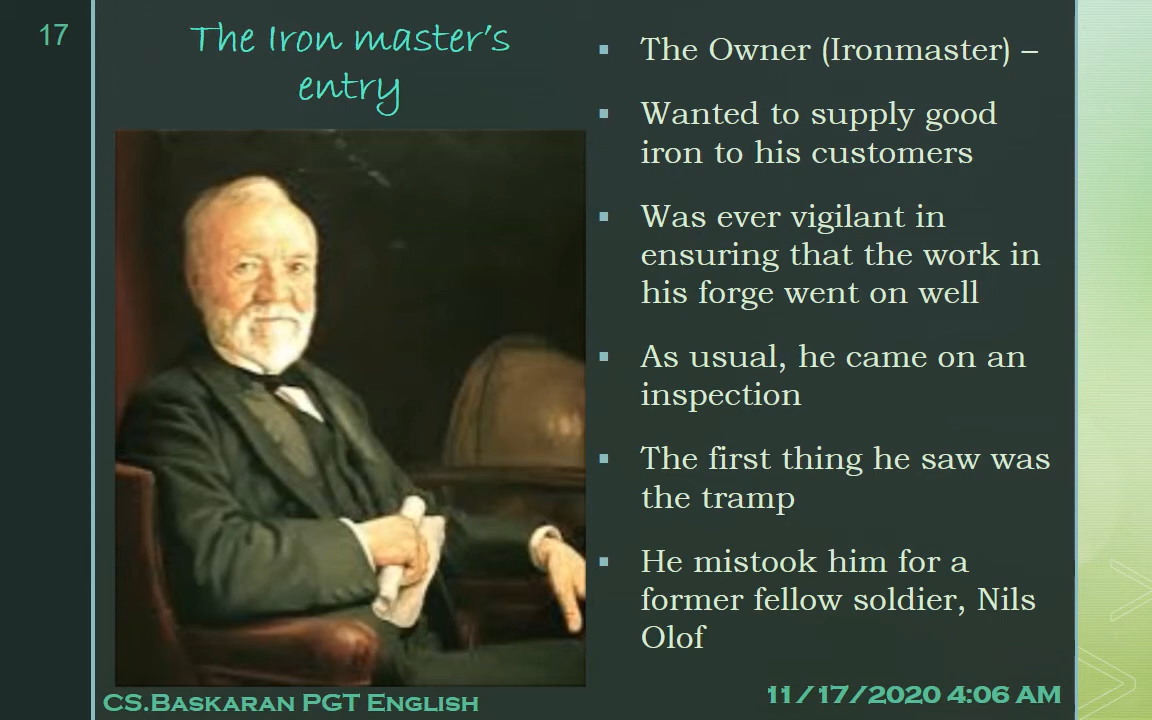 17
The Iron master's
entry
The Owner (Ironmaster) –
Wanted to supply good
iron to his customers
Was ever vigilant in
ensuring that the work in
his forge went on well
As usual, he came on an
inspection
The first thing he saw was
the tramp
He mistook him for a
former fellow soldier, Nils
Olof
CS.Baskaran PGT English
11/17/2020 4:06 AM